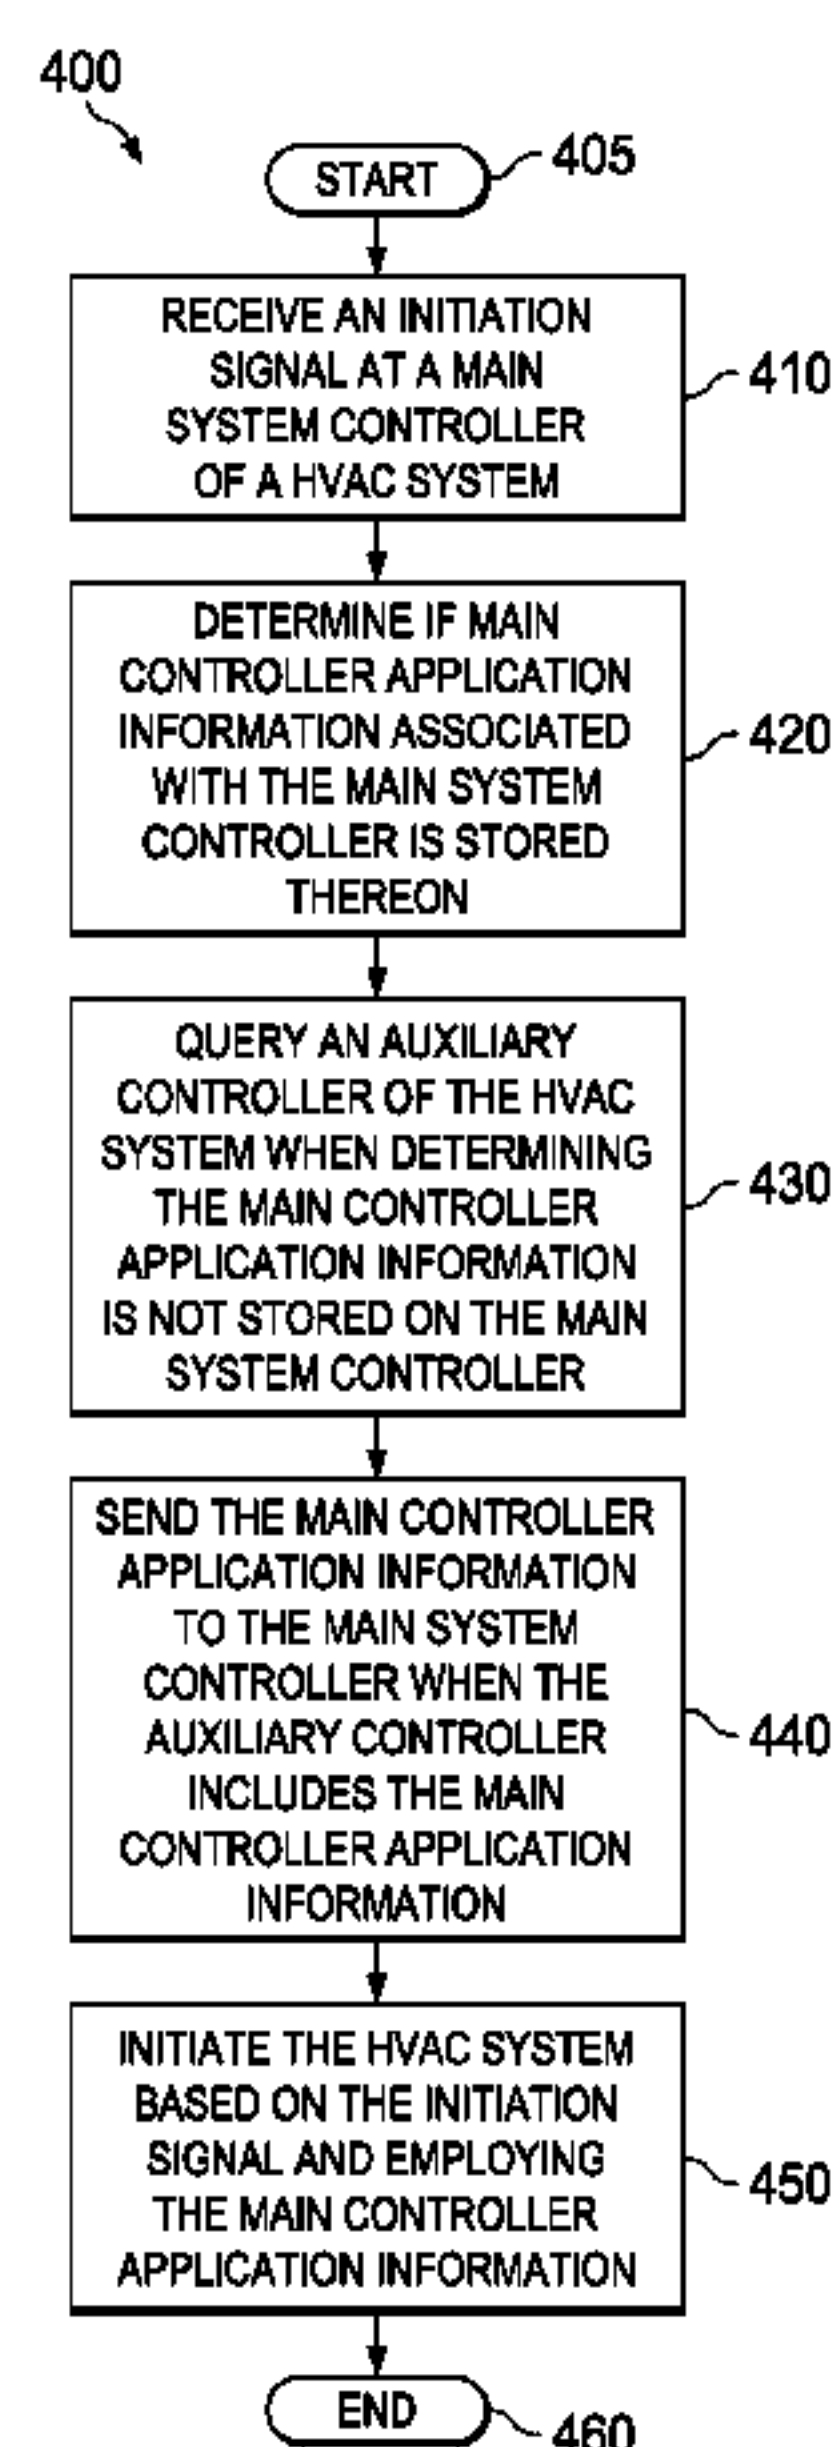 400
START
405
RECEIVE AN INITIATION
SIGNAL AT A MAIN
SYSTEM CONTROLLER
OF A HVAC SYSTEM
410
DETERMINE IF MAIN
CONTROLLER APPLICATION
INFORMATION ASSOCIATED
WITH THE MAIN SYSTEM
CONTROLLER IS STORED
THEREON
420
QUERY AN AUXILIARY
CONTROLLER OF THE HVAC
SYSTEM WHEN DETERMINING
THE MAIN CONTROLLER
APPLICATION INFORMATION
IS NOT STORED ON THE MAIN
SYSTEM CONTROLLER
430
SEND THE MAIN CONTROLLER
APPLICATION INFORMATION
TO THE MAIN SYSTEM
CONTROLLER WHEN THE
AUXILIARY CONTROLLER
INCLUDES THE MAIN
CONTROLLER APPLICATION
INFORMATION
440
INITIATE THE HVAC SYSTEM
BASED ON THE INITIATION
SIGNAL AND EMPLOYING
THE MAIN CONTROLLER
APPLICATION INFORMATION
450
END
460